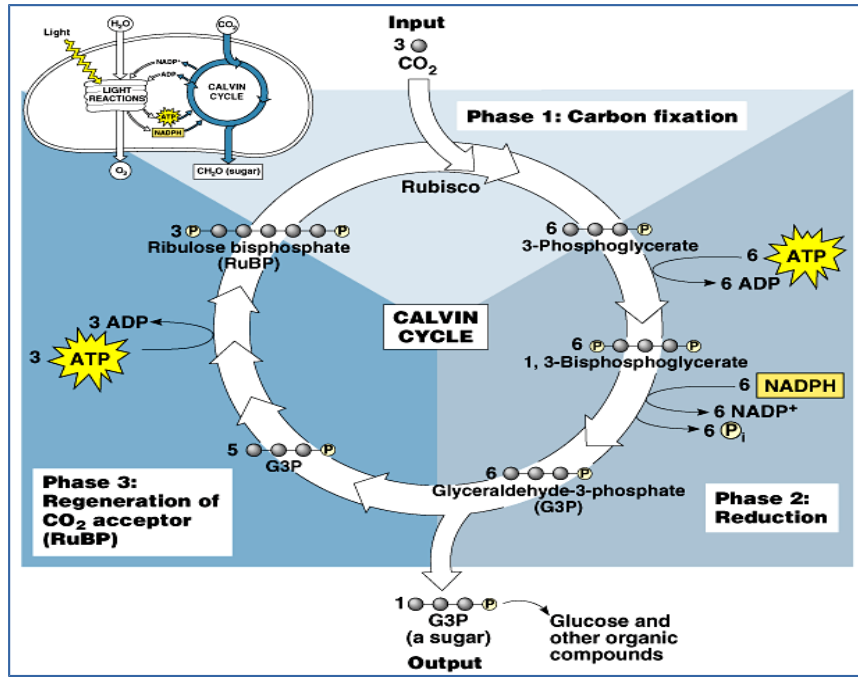 H₂O
CO₂
Light
NADP⁺
ADP
LIGHT
REACTIONS
CALVIN
CYCLE
ATP
NADPH
O₂
CH₂O (sugar)
Input
3
CO₂
Phase 1: Carbon fixation
Rubisco
3 P P
Ribulose bisphosphate
(RuBP)
6 P
3-Phosphoglycerate
6 ATP
6 ADP
CALVIN
CYCLE
3 ADP
3 ATP
6 P P
1, 3-Bisphosphoglycerate
6 NADPH
6 NADP⁺
6 Pᵢ
5 P
G3P
6 P
Glyceraldehyde-3-phosphate
(G3P)
Phase 3:
Regeneration of
CO₂ acceptor
(RuBP)
Phase 2:
Reduction
1 P
G3P
(a sugar)
Output
Glucose and
other organic
compounds